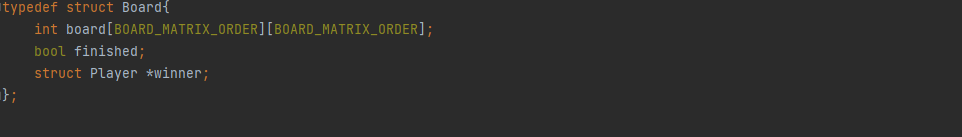 typedef struct Board{
    int board[BOARD_MATRIX_ORDER][BOARD_MATRIX_ORDER];
    bool finished;
    struct Player *winner;
};